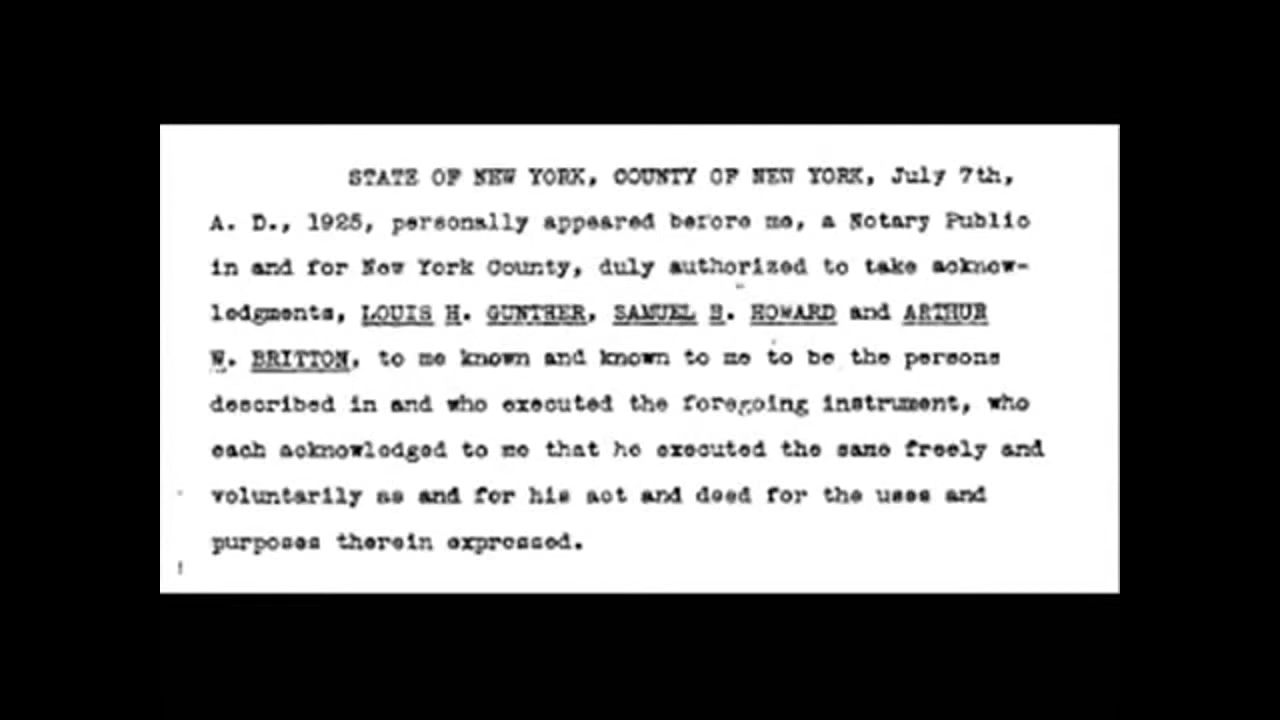 STATE OF NEW YORK, COUNTY OF NEW YORK, July 7th,
A. D., 1925, personally appeared before me, a Notary Public
in and for New York County, duly authorized to take acknow-
ledgments, LOUIS H. GUNTHER, SAMUEL B. HOWARD and ARTHUR
W. BRITTON, to me known and known to me to be the persons
described in and who executed the foregoing instrument, who
each acknowledged to me that he executed the same freely and
voluntarily as and for his act and deed for the uses and
purposes therein expressed.